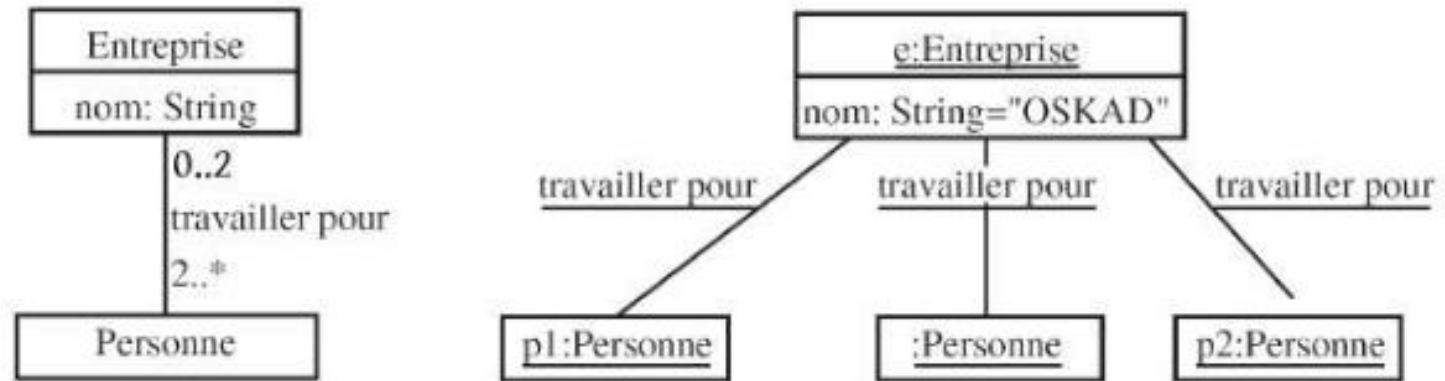 Entreprise
nom: String
0..2
travailler pour
2..*
Personne
e:Entreprise
nom: String="OSKAD"
travailler pour
travailler pour
travailler pour
p1:Personne
:Personne
p2:Personne